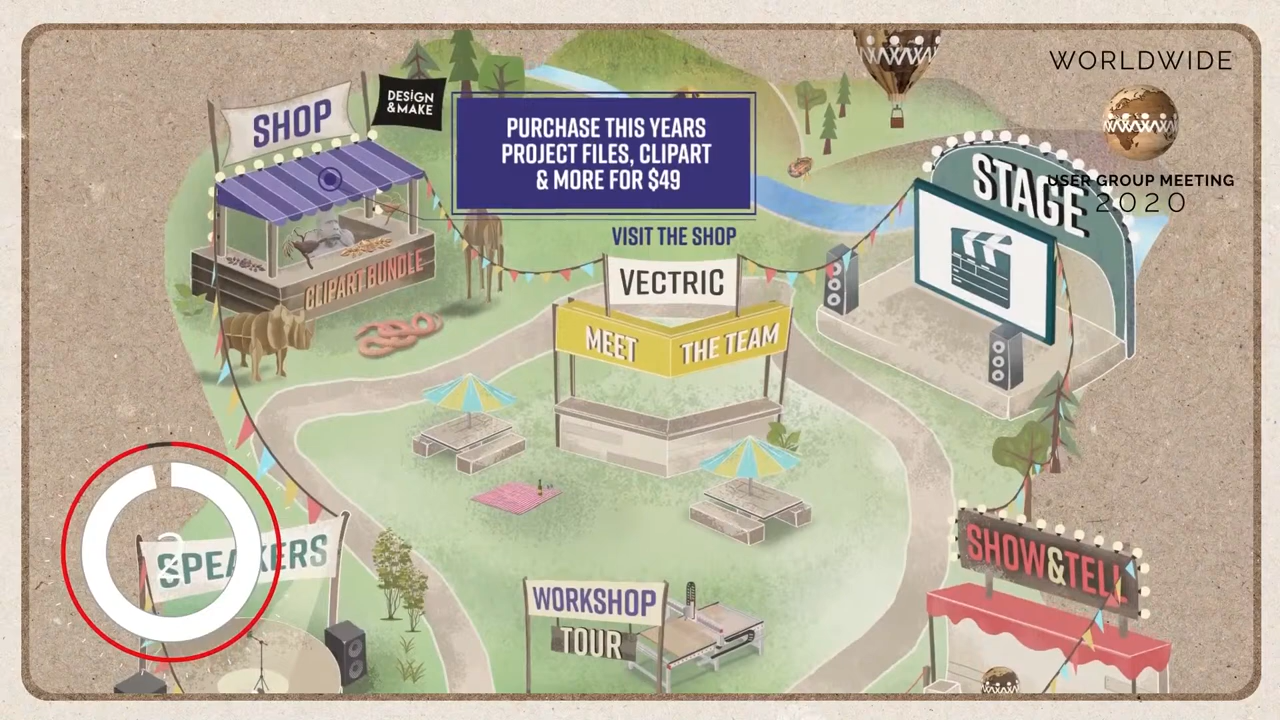 WORLDWIDE
USER GROUP MEETING
2020
SHOP
DESIGN
&MAKE
PURCHASE THIS YEARS
PROJECT FILES, CLIPART
& MORE FOR $49
VISIT THE SHOP
CLIPART BUNDLE
STAGE
VECTRIC
MEET THE TEAM
SPEAKERS
WORKSHOP
TOUR
SHOW&TELL